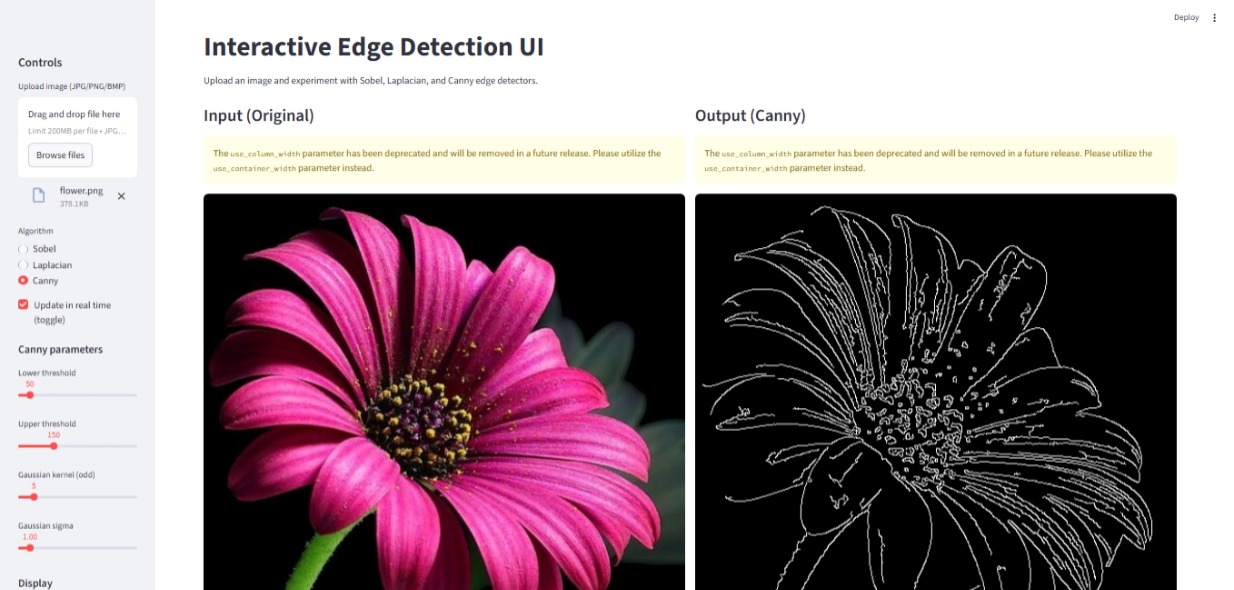 Deploy
Controls
Upload image (JPG/PNG/BMP)
Drag and drop file here
Limit 200MB per file • JPG...
Browse files
flower.png
378.1KB
Algorithm
Sobel
Laplacian
Canny
Update in real time
(toggle)
Canny parameters
Lower threshold
50
Upper threshold
150
Gaussian kernel (odd)
5
Gaussian sigma
1.00
Display
Interactive Edge Detection UI
Upload an image and experiment with Sobel, Laplacian, and Canny edge detectors.
Input (Original)
The use_column_width parameter has been deprecated and will be removed in a future release. Please utilize the
use_container_width parameter instead.
Output (Canny)
The use_column_width parameter has been deprecated and will be removed in a future release. Please utilize the
use_container_width parameter instead.